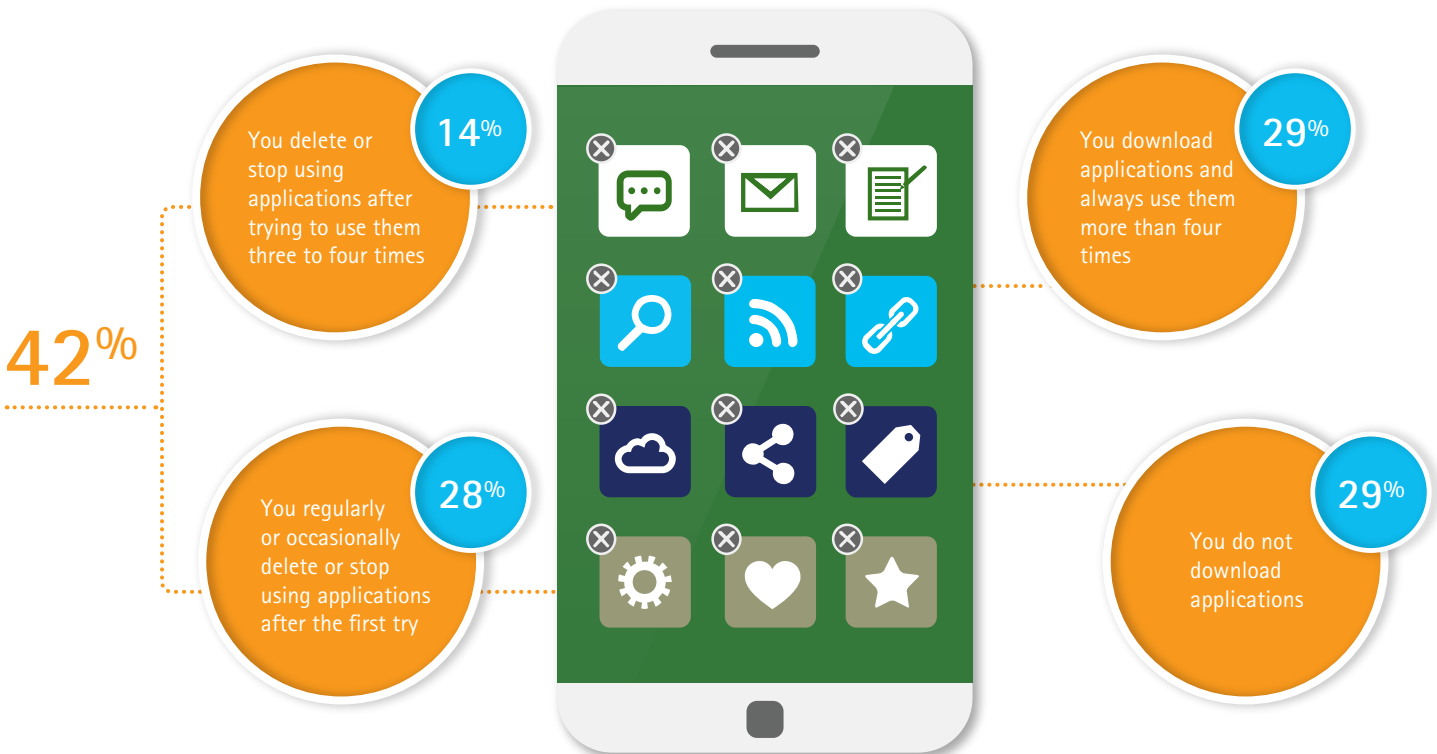 42%
14%
You delete or
stop using
applications after
trying to use them
three to four times
28%
You regularly
or occasionally
delete or stop
using applications
after the first try
29%
You download
applications and
always use them
more than four
times
29%
You do not
download
applications